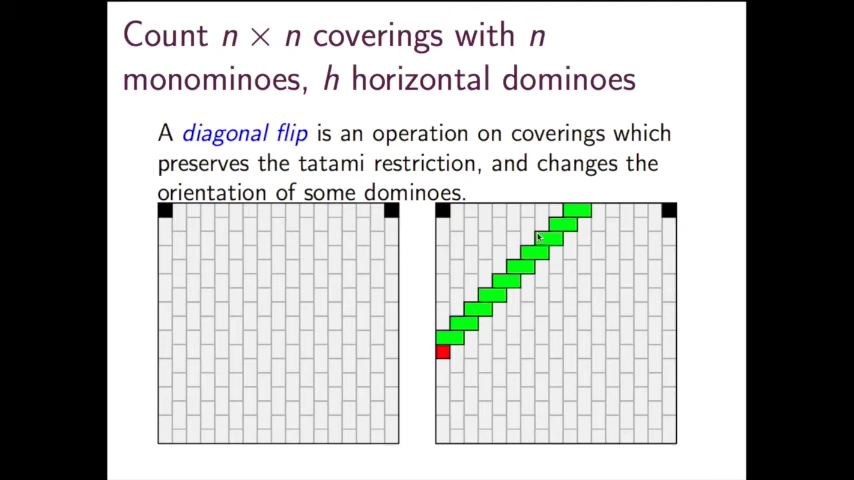 Count n × n coverings with n
monominoes, h horizontal dominoes
A diagonal flip is an operation on coverings which
preserves the tatami restriction, and changes the
orientation of some dominoes.